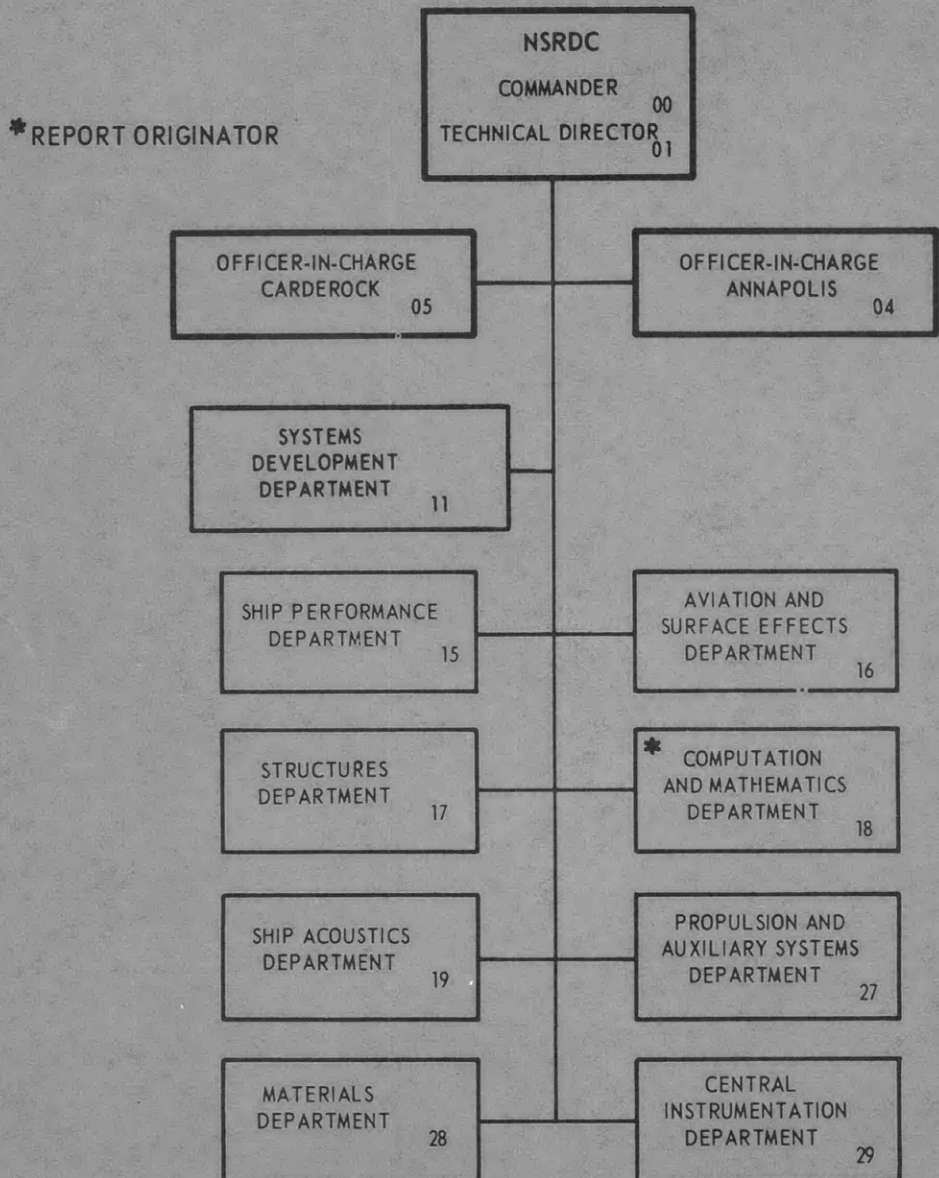 NSRDC
COMMANDER
00
TECHNICAL DIRECTOR
01
* REPORT ORIGINATOR
OFFICER-IN-CHARGE
CARDEROCK
05
OFFICER-IN-CHARGE
ANNAPOLIS
04
SYSTEMS
DEVELOPMENT
DEPARTMENT
11
SHIP PERFORMANCE
DEPARTMENT
15
AVIATION AND
SURFACE EFFECTS
DEPARTMENT
16
STRUCTURES
DEPARTMENT
17
* COMPUTATION
AND MATHEMATICS
DEPARTMENT
18
SHIP ACOUSTICS
DEPARTMENT
19
PROPULSION AND
AUXILIARY SYSTEMS
DEPARTMENT
27
MATERIALS
DEPARTMENT
28
CENTRAL
INSTRUMENTATION
DEPARTMENT
29